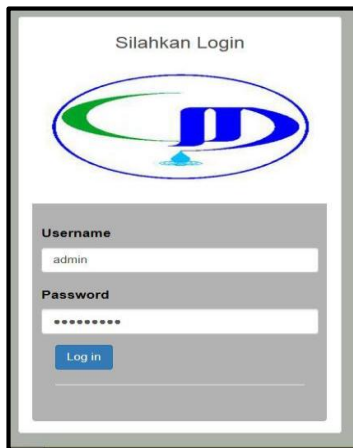 Silahkan Login
Username
admin
Password
•••••••••
Log in